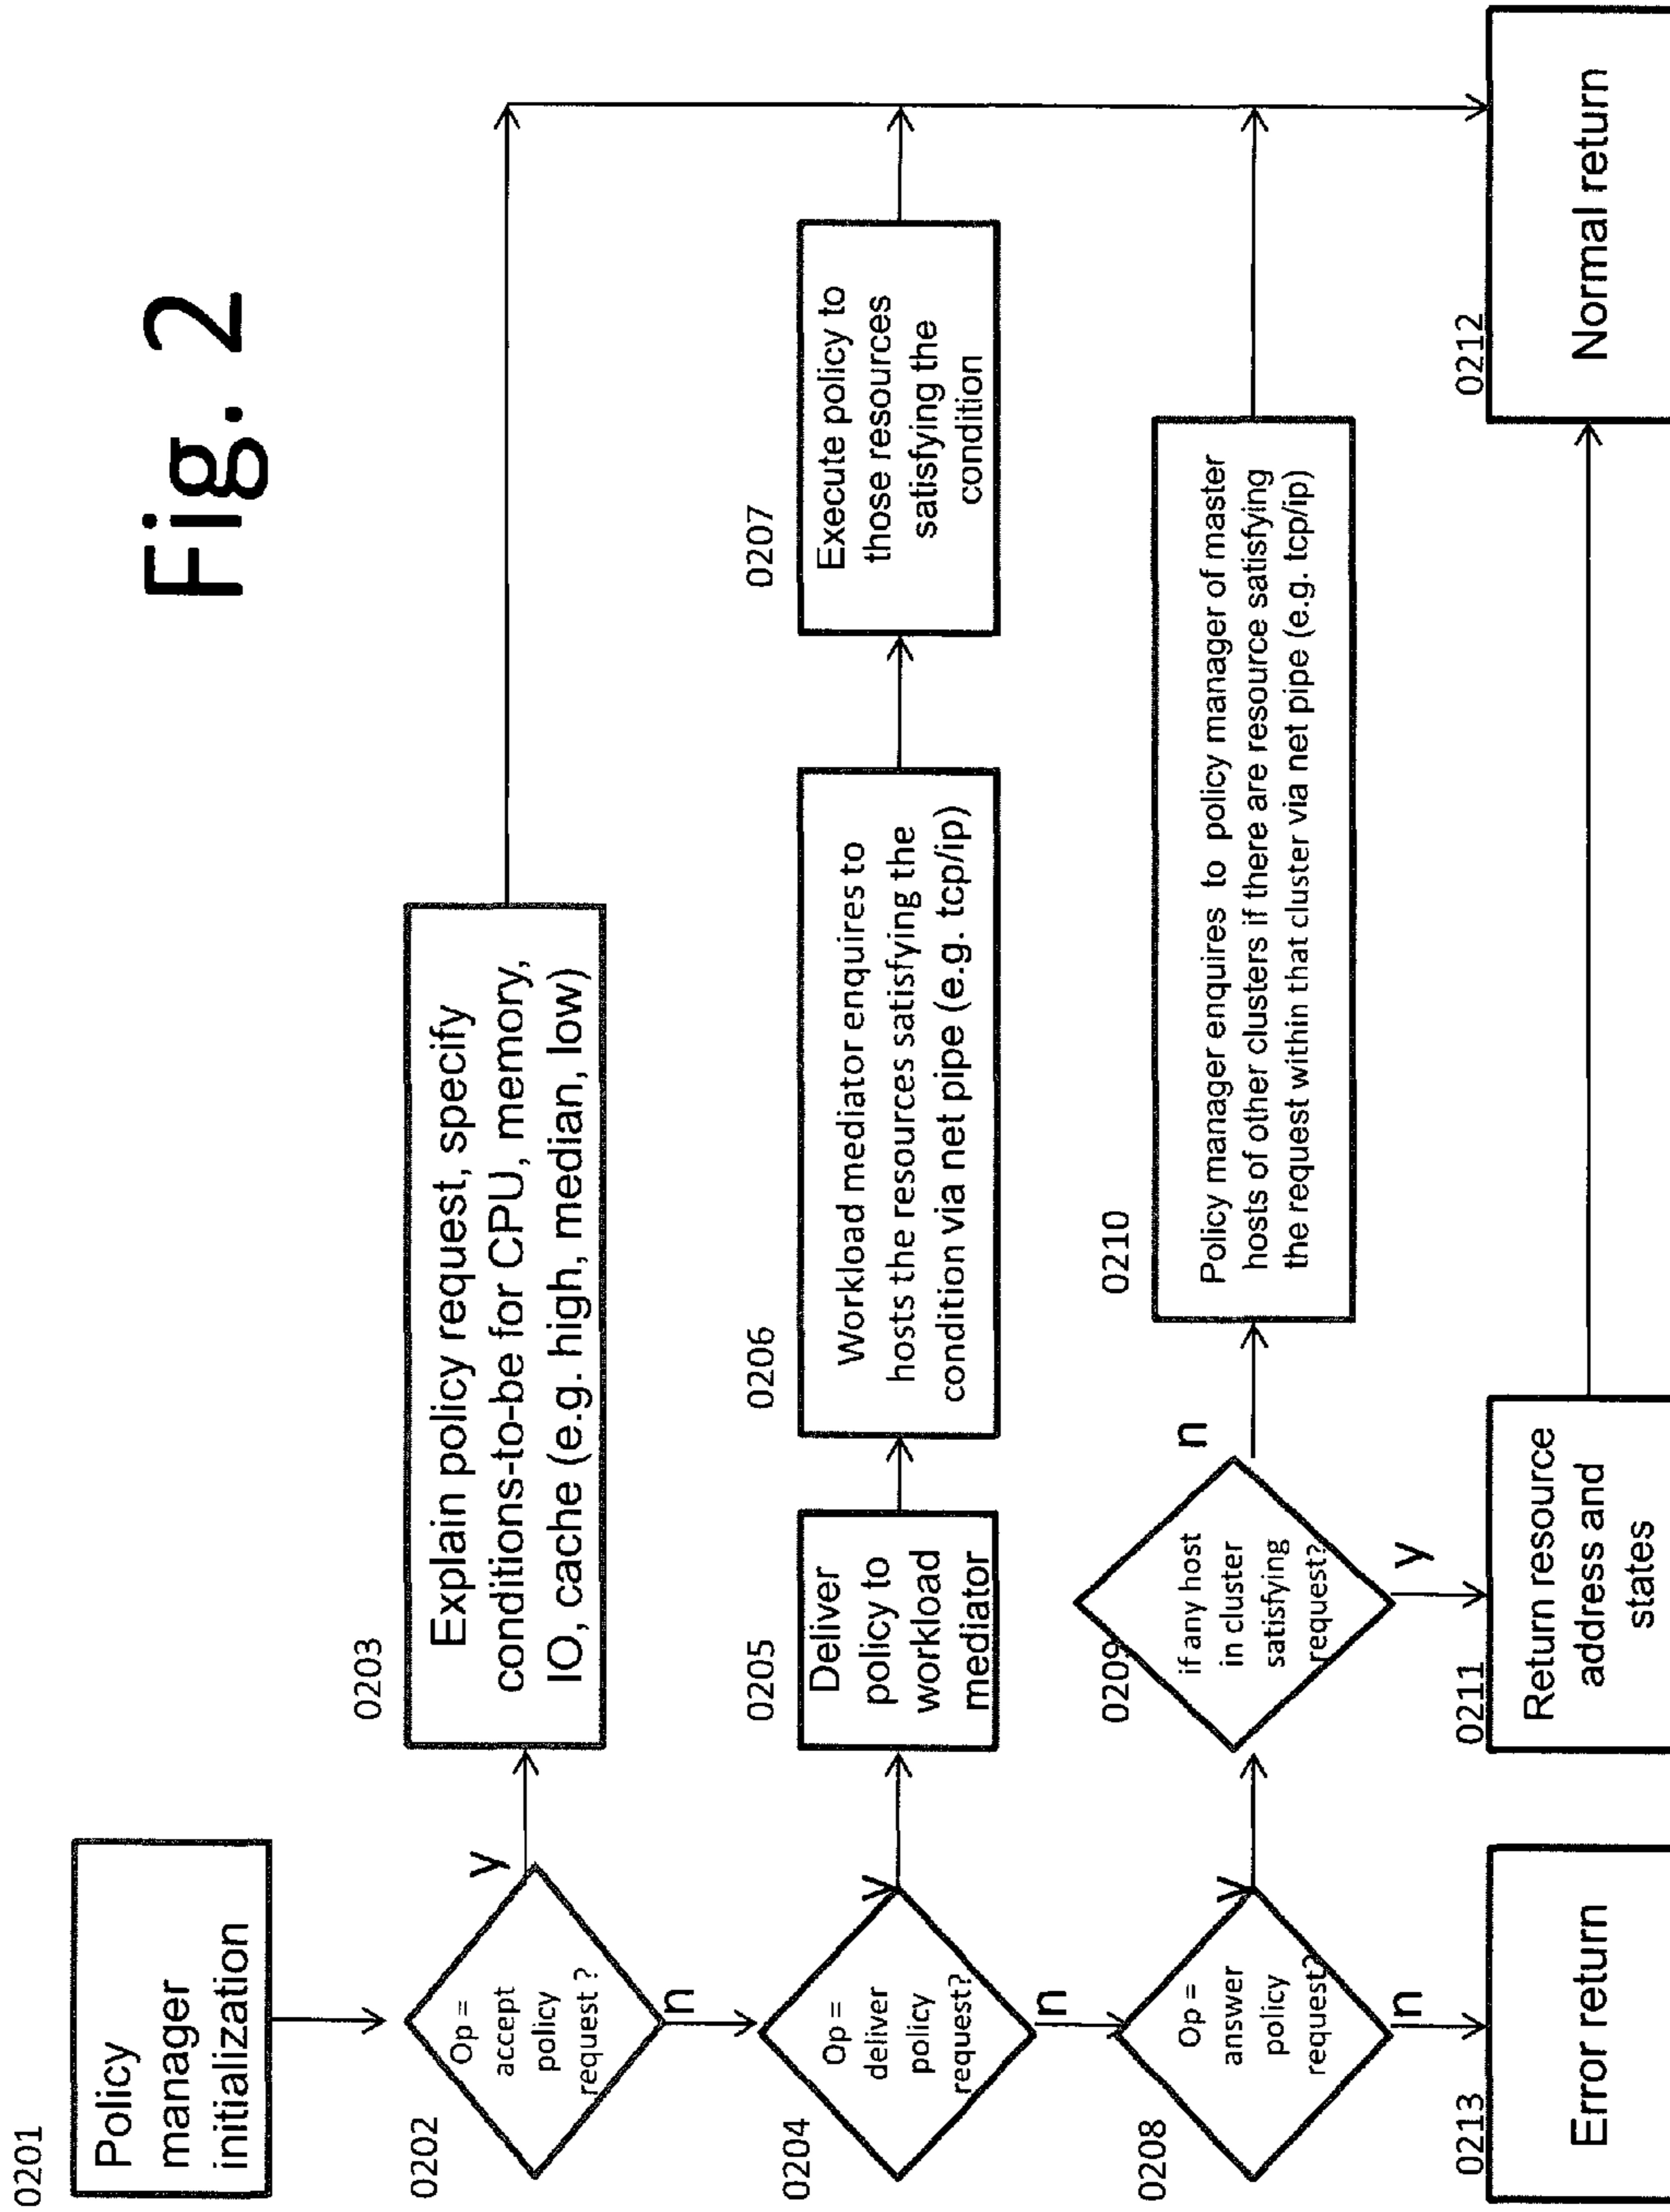 Fig. 2
0201
Policy
manager
initialization
0202
Op =
accept
policy
request ?
y
n
0203
Explain policy request, specify
conditions-to-be for CPU, memory,
IO, cache (e.g. high, median, low)
0204
Op =
deliver
policy
request?
y
n
0205
Deliver
policy to
workload
mediator
0206
Workload mediator enquires to
hosts the resources satisfying the
condition via net pipe (e.g. tcp/ip)
0207
Execute policy to
those resources
satisfying the
condition
0208
Op =
answer
policy
request?
y
n
0209
if any host
in cluster
satisfying
request?
n
y
0210
Policy manager enquires to policy manager of master
hosts of other clusters if there are resource satisfying
the request within that cluster via net pipe (e.g. tcp/ip)
0213
Error return
0211
Return resource
address and
states
0212
Normal return